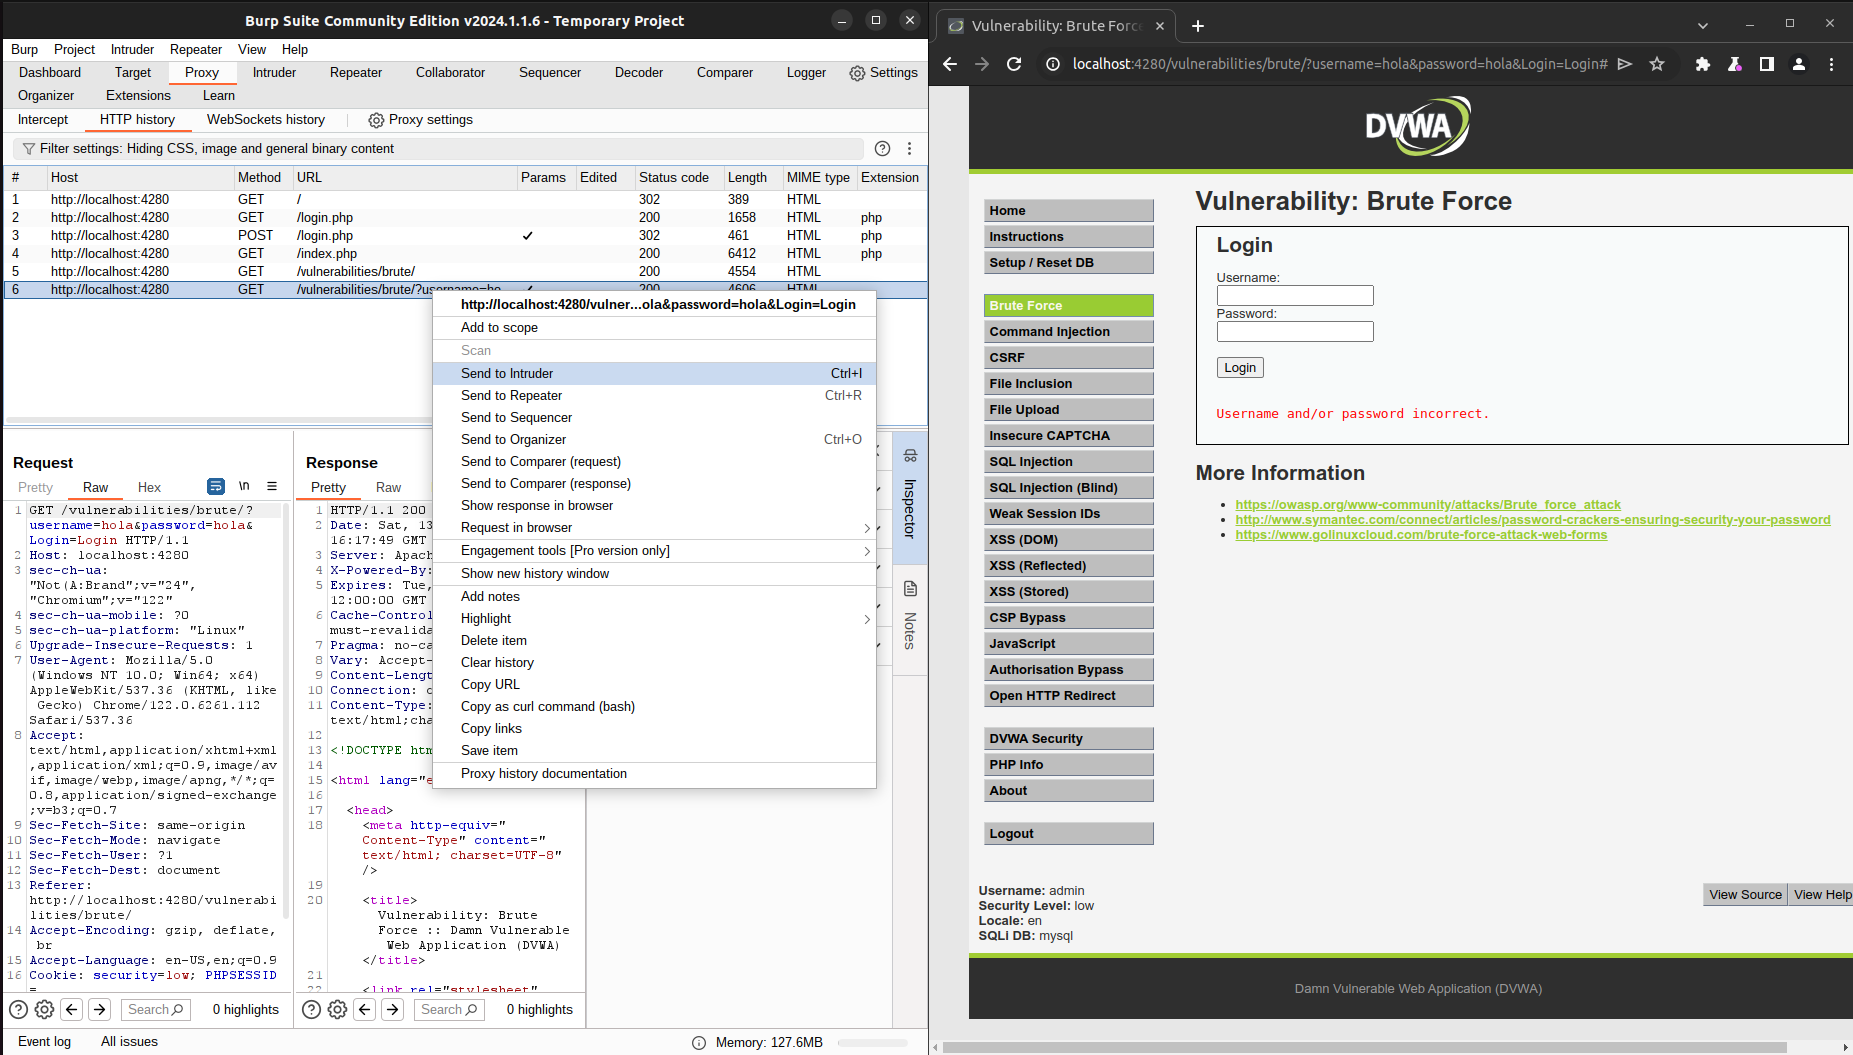 Burp Suite Community Edition v2024.1.1.6 - Temporary Project
Burp Project Intruder Repeater View Help
Dashboard Target Proxy Intruder Repeater Collaborator Sequencer Decoder Comparer Logger Settings
Organizer Extensions Learn
Intercept HTTP history WebSockets history Proxy settings
Filter settings: Hiding CSS, image and general binary content
# Host Method URL Params Edited Status code Length MIME type Extension
1 http://localhost:4280 GET / 302 389 HTML
2 http://localhost:4280 GET /login.php 200 1658 HTML php
3 http://localhost:4280 POST /login.php ✓ 302 461 HTML php
4 http://localhost:4280 GET /index.php 200 6412 HTML php
5 http://localhost:4280 GET /vulnerabilities/brute/ 200 4554 HTML
6 http://localhost:4280 GET /vulnerabilities/brute/?username=ho... ✓ 200 4606 HTML
http://localhost:4280/vulner...ola&password=hola&Login=Login
Add to scope
Scan
Send to Intruder Ctrl+I
Send to Repeater Ctrl+R
Send to Sequencer
Send to Organizer Ctrl+O
Send to Comparer (request)
Send to Comparer (response)
Show response in browser
Request in browser
Engagement tools [Pro version only]
Show new history window
Add notes
Highlight
Delete item
Clear history
Copy URL
Copy as curl command (bash)
Copy links
Save item
Proxy history documentation
Request
Pretty Raw Hex \n
1 GET /vulnerabilities/brute/?
username=hola&password=hola&
Login=Login HTTP/1.1
2 Host: localhost:4280
3 sec-ch-ua:
"Not(A:Brand";v="24",
"Chromium";v="122"
4 sec-ch-ua-mobile: ?0
5 sec-ch-ua-platform: "Linux"
6 Upgrade-Insecure-Requests: 1
7 User-Agent: Mozilla/5.0
(Windows NT 10.0; Win64; x64)
AppleWebKit/537.36 (KHTML, like
Gecko) Chrome/122.0.6261.112
Safari/537.36
8 Accept:
text/html,application/xhtml+xml
,application/xml;q=0.9,image/av
if,image/webp,image/apng,*/*;q=
0.8,application/signed-exchange
;v=b3;q=0.7
9 Sec-Fetch-Site: same-origin
10 Sec-Fetch-Mode: navigate
11 Sec-Fetch-User: ?1
12 Sec-Fetch-Dest: document
13 Referer:
http://localhost:4280/vulnerabi
lities/brute/
14 Accept-Encoding: gzip, deflate,
br
15 Accept-Language: en-US,en;q=0.9
16 Cookie: security=low; PHPSESSID
=
Search 0 highlights
Response
Pretty Raw
1 HTTP/1.1 200
2 Date: Sat, 13
16:17:49 GMT
3 Server: Apach
4 X-Powered-By:
5 Expires: Tue,
12:00:00 GMT
6 Cache-Control
must-revalida
7 Pragma: no-ca
8 Vary: Accept-
9 Content-Lengt
10 Connection: c
11 Content-Type:
text/html;cha
12
13 <!DOCTYPE htm
14
15 <html lang="e
16
17 <head>
18 <meta http-equiv="
Content-Type" content="
text/html; charset=UTF-8"
/>
19
20 <title>
Vulnerability: Brute
Force :: Damn Vulnerable
Web Application (DVWA)
</title>
21
22 <link rel="stylesheet"
Search 0 highlights
Inspector
Notes
Event log All issues Memory: 127.6MB
Vulnerability: Brute Forc
localhost:4280/vulnerabilities/brute/?username=hola&password=hola&Login=Login#
DVWA
Home
Instructions
Setup / Reset DB
Brute Force
Command Injection
CSRF
File Inclusion
File Upload
Insecure CAPTCHA
SQL Injection
SQL Injection (Blind)
Weak Session IDs
XSS (DOM)
XSS (Reflected)
XSS (Stored)
CSP Bypass
JavaScript
Authorisation Bypass
Open HTTP Redirect
DVWA Security
PHP Info
About
Logout
Vulnerability: Brute Force
Login
Username:
Password:
Login
Username and/or password incorrect.
More Information
https://owasp.org/www-community/attacks/Brute_force_attack
http://www.symantec.com/connect/articles/password-crackers-ensuring-security-your-password
https://www.golinuxcloud.com/brute-force-attack-web-forms
Username: admin
Security Level: low
Locale: en
SQLi DB: mysql
View Source View Help
Damn Vulnerable Web Application (DVWA)